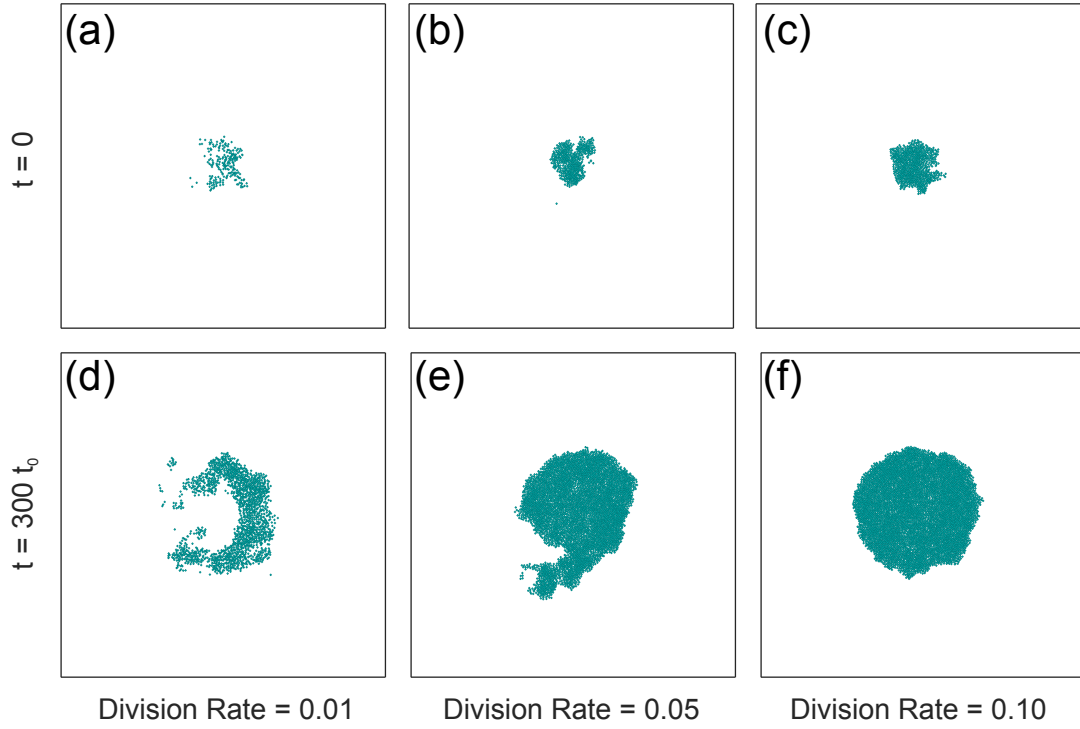 (a)
(b)
(c)
t = 0
(d)
(e)
(f)
t = 300 t₀
Division Rate = 0.01
Division Rate = 0.05
Division Rate = 0.10